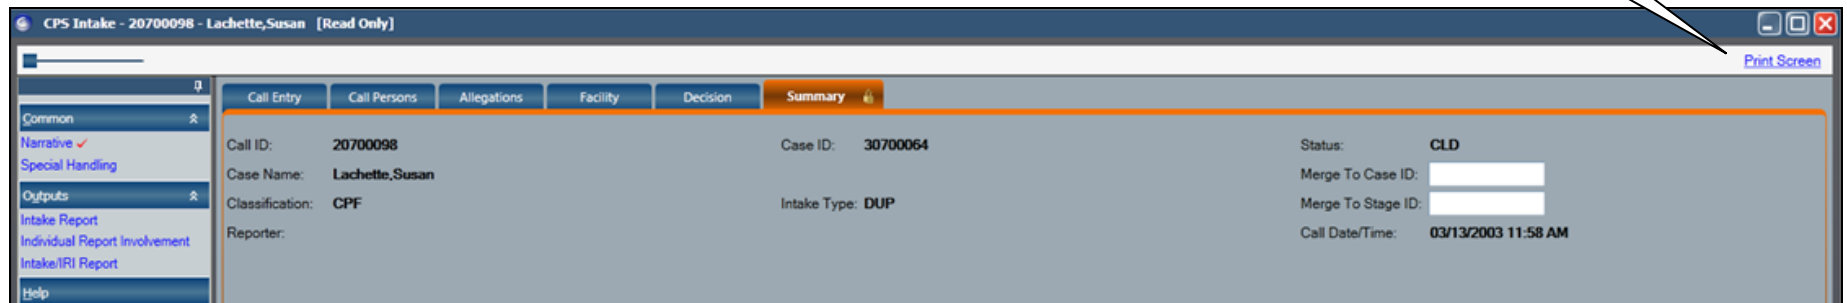 CPS Intake - 20700098 - Lachette,Susan [Read Only]
Print Screen
Call Entry Call Persons Allegations Facility Decision Summary
Common
Narrative
Special Handling
Outputs
Intake Report
Individual Report Involvement
Intake/IRI Report
Help
Call ID: 20700098 Case ID: 30700064 Status: CLD
Case Name: Lachette,Susan Merge To Case ID:
Classification: CPF Intake Type: DUP Merge To Stage ID:
Reporter: Call Date/Time: 03/13/2003 11:58 AM